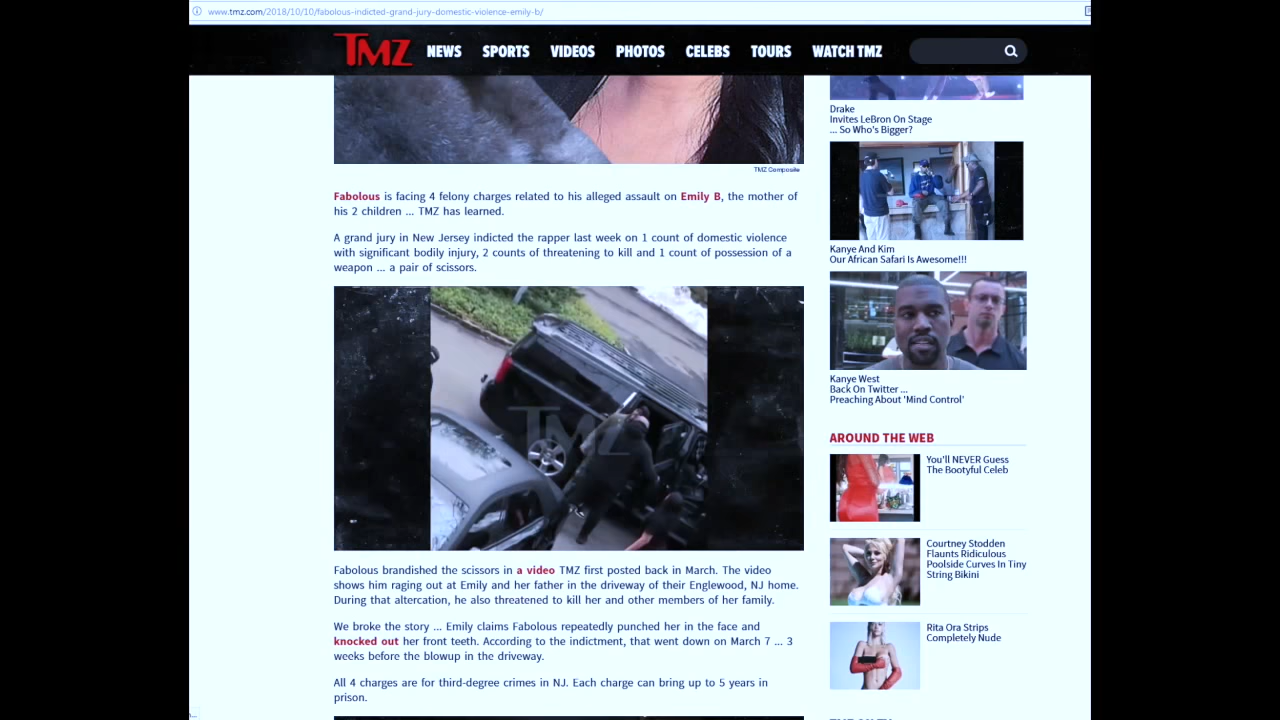 www.tmz.com/2018/10/10/fabolous-indicted-grand-jury-domestic-violence-emily-b/
TMZ NEWS SPORTS VIDEOS PHOTOS CELEBS TOURS WATCH TMZ
TMZ Composite
Fabolous is facing 4 felony charges related to his alleged assault on Emily B, the mother of
his 2 children ... TMZ has learned.
A grand jury in New Jersey indicted the rapper last week on 1 count of domestic violence
with significant bodily injury, 2 counts of threatening to kill and 1 count of possession of a
weapon ... a pair of scissors.
TMZ
Fabolous brandished the scissors in a video TMZ first posted back in March. The video
shows him raging out at Emily and her father in the driveway of their Englewood, NJ home.
During that altercation, he also threatened to kill her and other members of her family.
We broke the story ... Emily claims Fabolous repeatedly punched her in the face and
knocked out her front teeth. According to the indictment, that went down on March 7 ... 3
weeks before the blowup in the driveway.
All 4 charges are for third-degree crimes in NJ. Each charge can bring up to 5 years in
prison.
Drake
Invites LeBron On Stage
... So Who's Bigger?
Kanye And Kim
Our African Safari Is Awesome!!!
Kanye West
Back On Twitter ...
Preaching About 'Mind Control'
AROUND THE WEB
You'll NEVER Guess
The Bootyful Celeb
Courtney Stodden
Flaunts Ridiculous
Poolside Curves In Tiny
String Bikini
Rita Ora Strips
Completely Nude